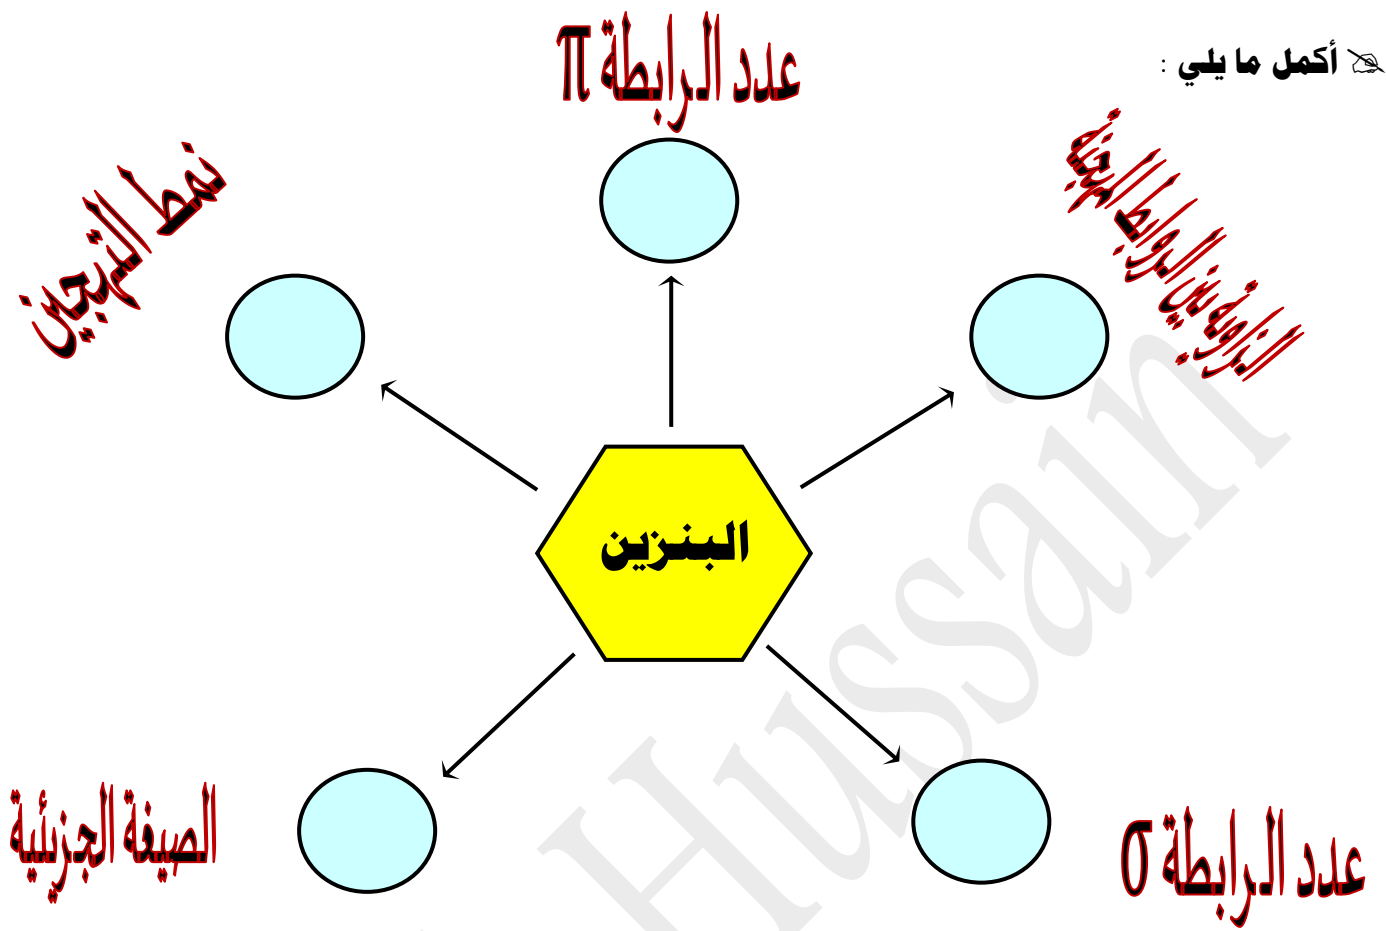 أكمل ما يلي :
عدد الرابطة π
الزاوية بين الروابط المهجنة
نمط التهجين
البنزين
عدد الرابطة σ
الصيغة الجزيئية
Hussain